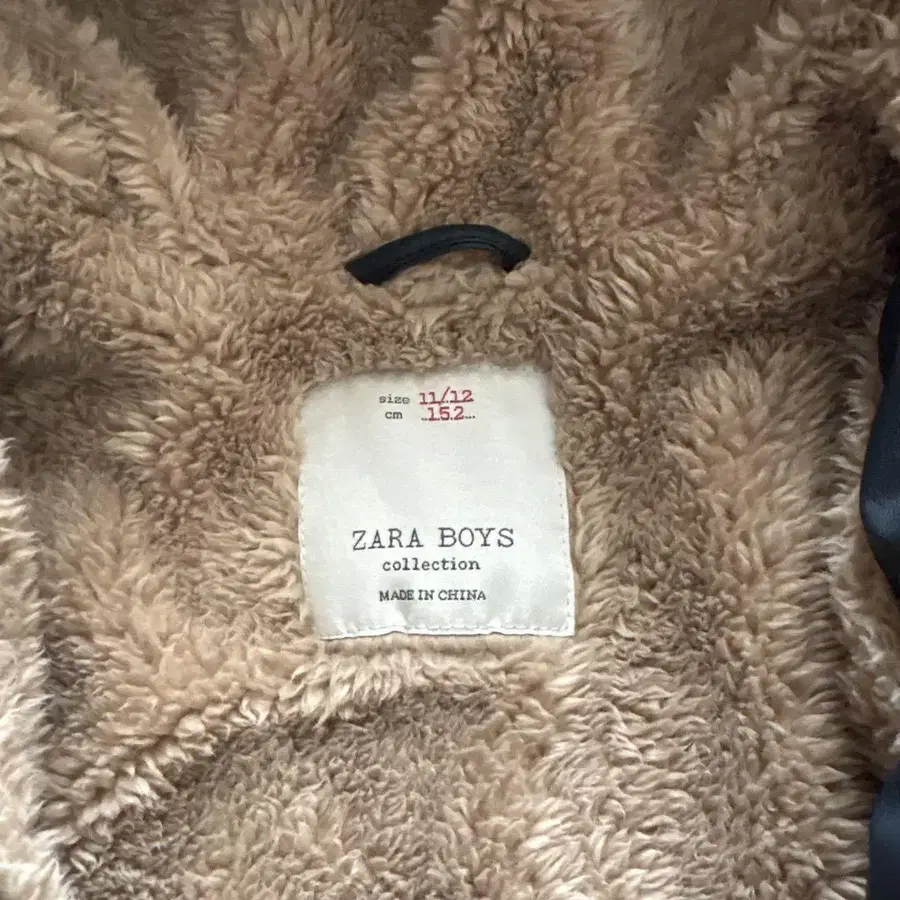 size 11/12
cm 152
ZARA BOYS
collection
MADE IN CHINA